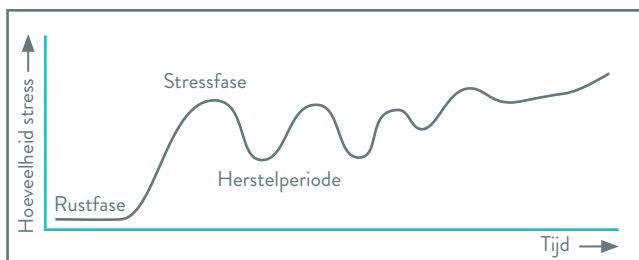 Hoeveelheid stress
Stressfase
Herstelperiode
Rustfase
Tijd